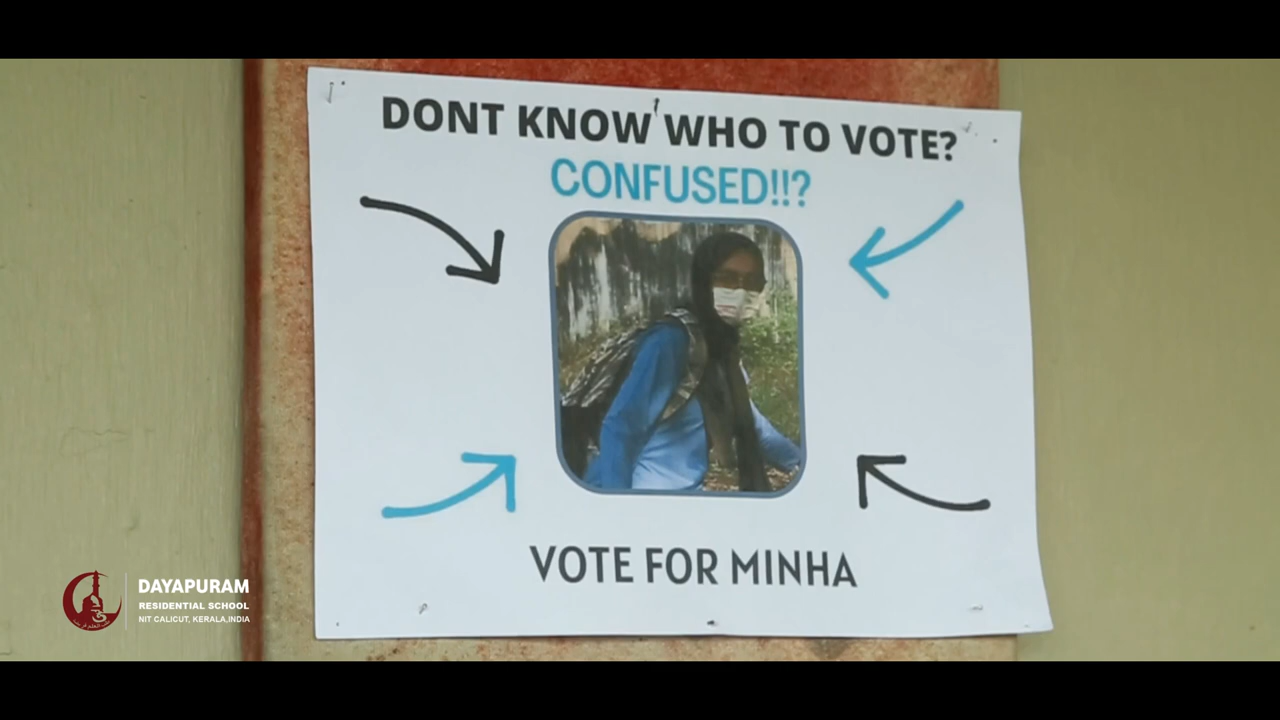 DONT KNOW WHO TO VOTE?
CONFUSED!!?
VOTE FOR MINHA
DAYAPURAM
RESIDENTIAL SCHOOL
NIT CALICUT, KERALA,INDIA